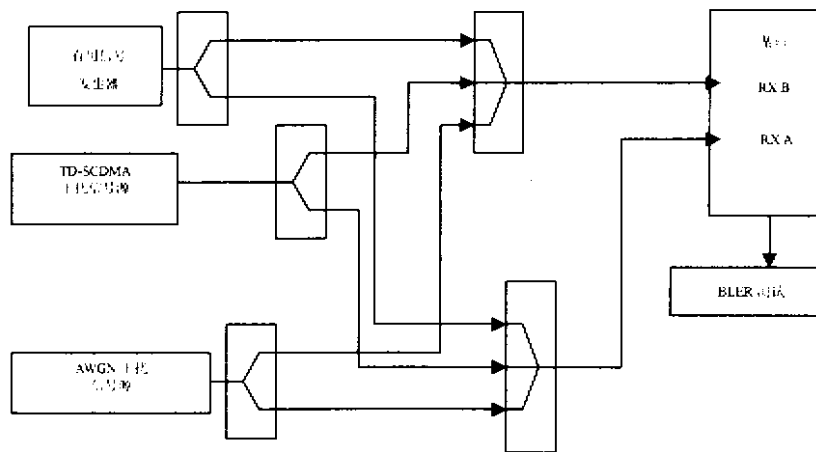 有用信号
发生器
TD-SCDMA
干扰信号源
AWGN 干扰
信号源
RX B
RX A
BLER 测试